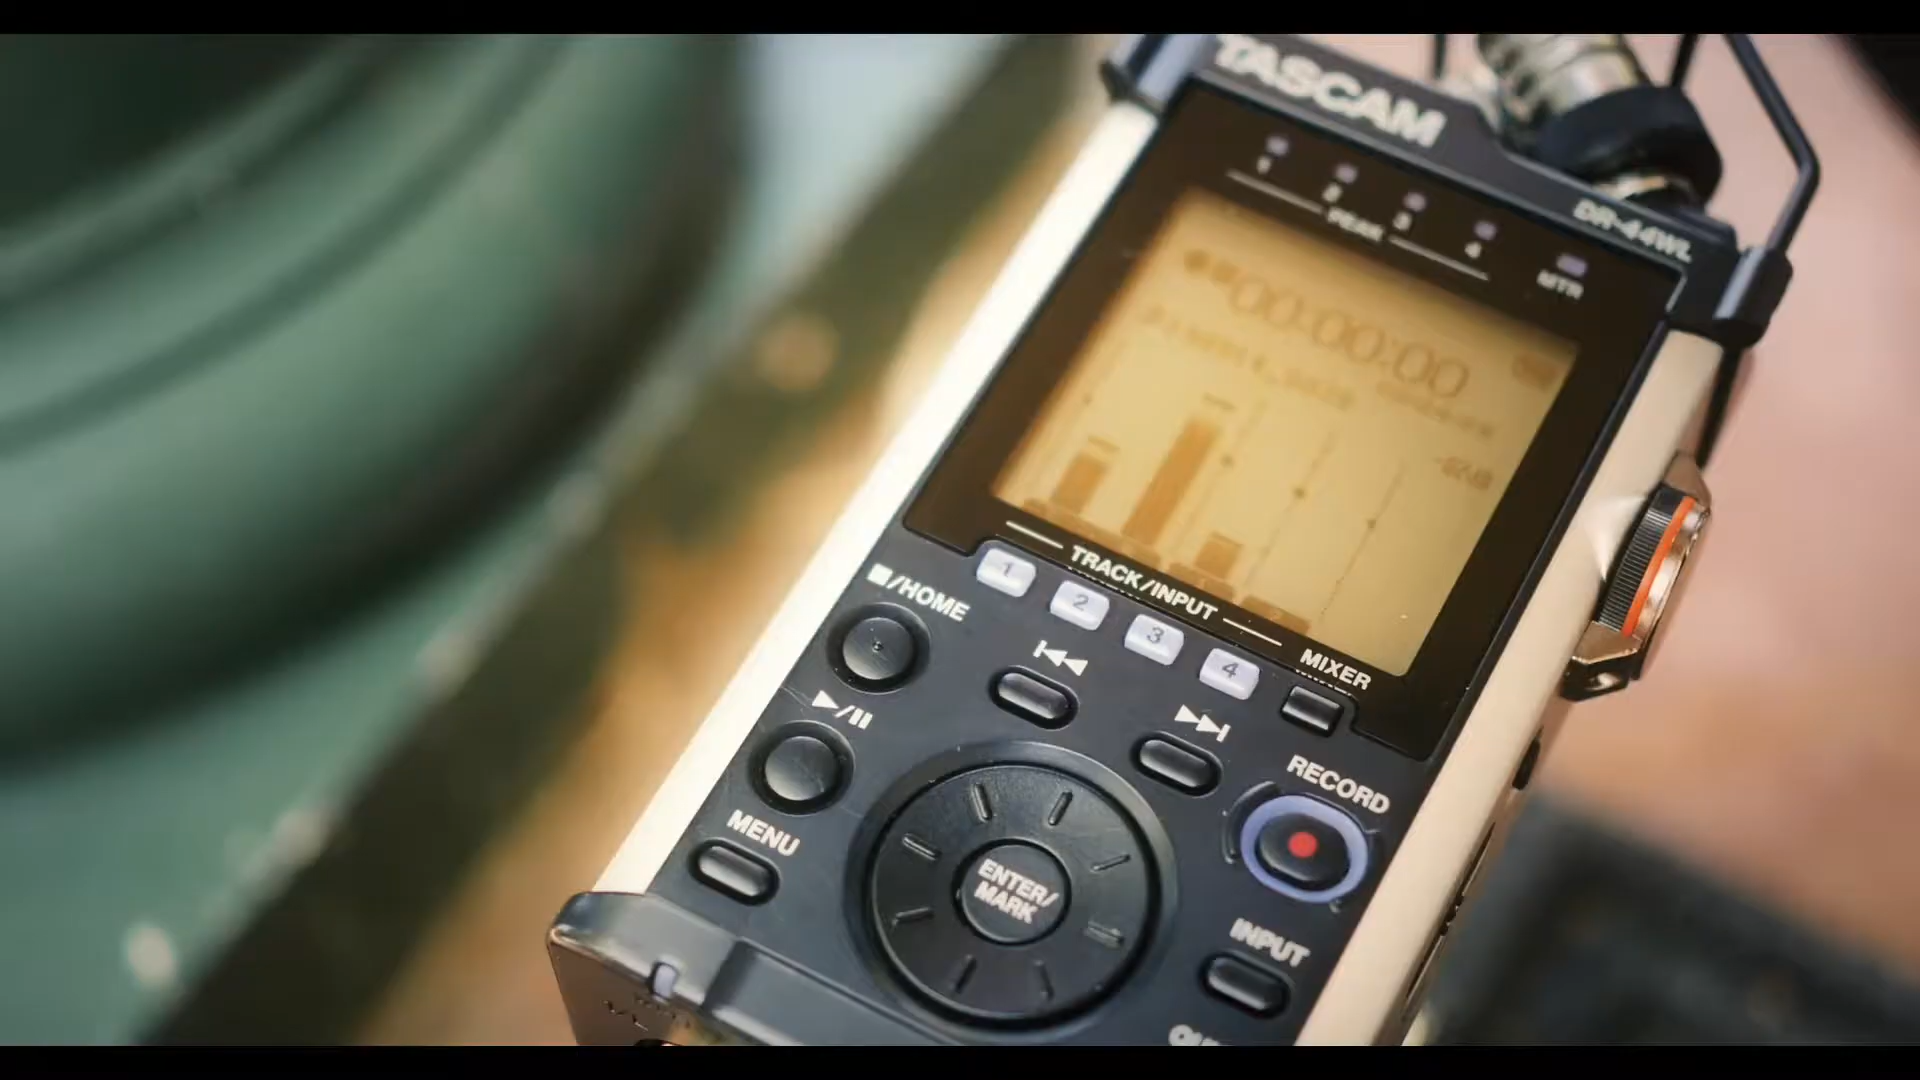 TASCAM
DR-44WL
1 2 3 4
PEAK
MTR
00:00:00
TRACK/INPUT
1 2 3 4
MIXER
/HOME
RECORD
MENU
ENTER/
MARK
INPUT